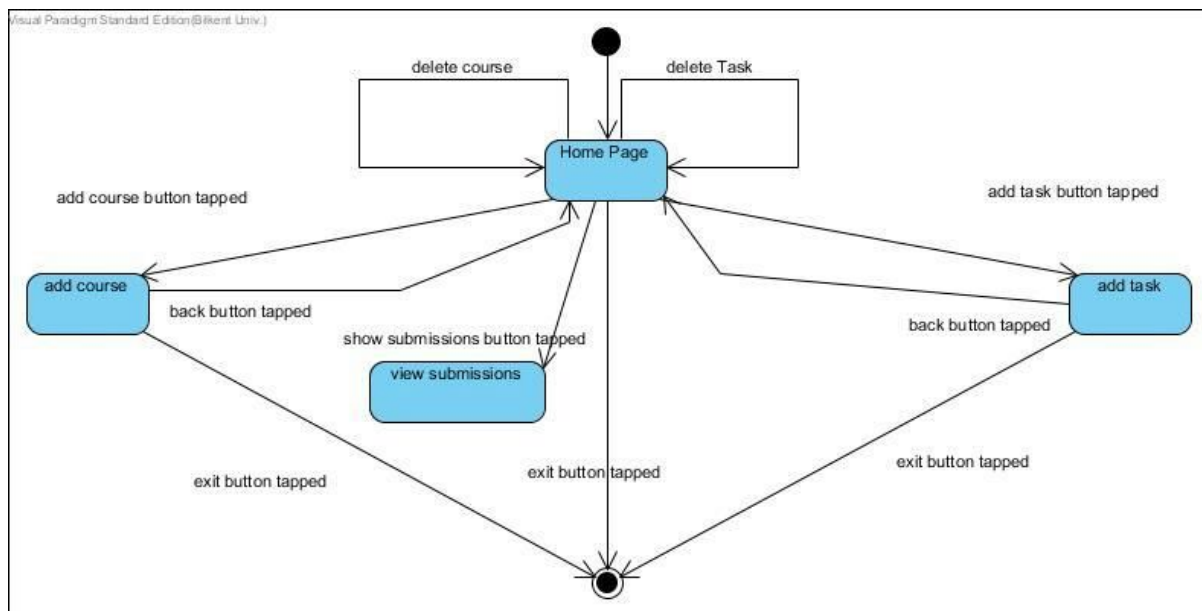 Visual Paradigm Standard Edition(Bilkent Univ.)
delete course
delete Task
Home Page
add course button tapped
add task button tapped
add course
add task
back button tapped
back button tapped
show submissions button tapped
view submissions
exit button tapped
exit button tapped
exit button tapped